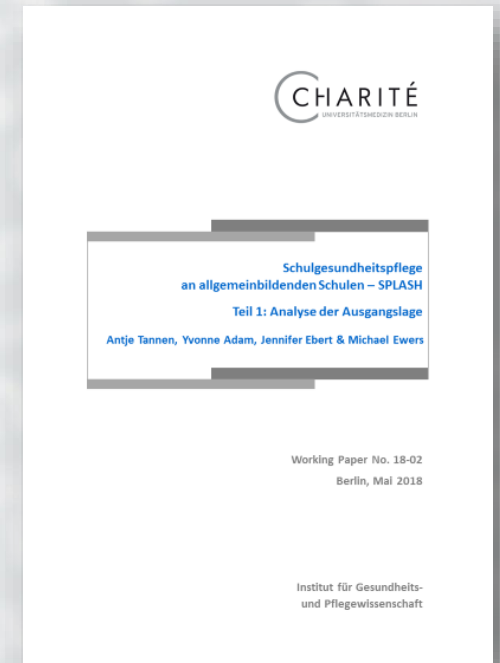 CHARITÉ
UNIVERSITÄTSMEDIZIN BERLIN
Schulgesundheitspflege
an allgemeinbildenden Schulen – SPLASH
Teil 1: Analyse der Ausgangslage
Antje Tannen, Yvonne Adam, Jennifer Ebert & Michael Ewers
Working Paper No. 18-02
Berlin, Mai 2018
Institut für Gesundheits-
und Pflegewissenschaft